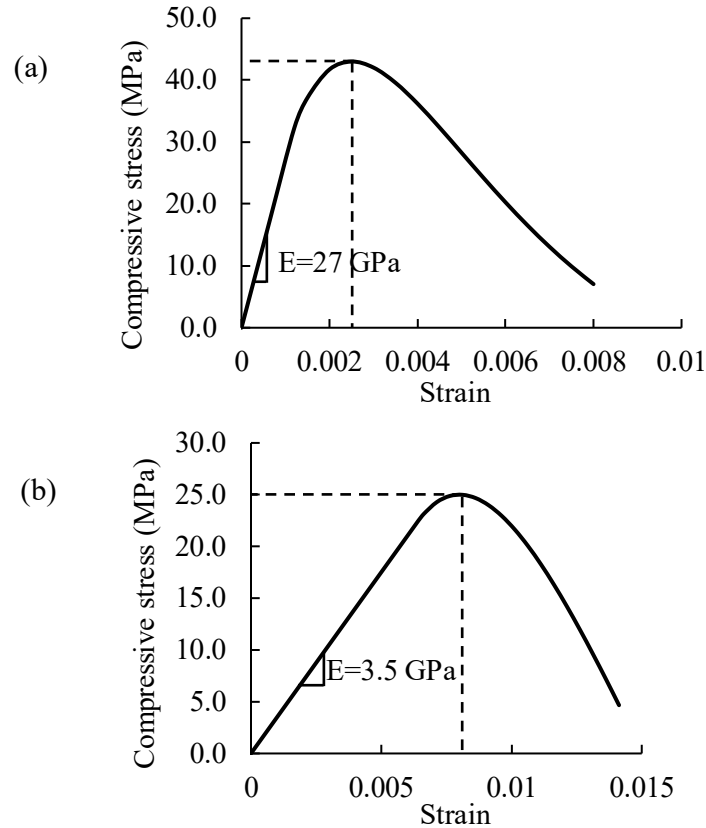 (a)
Compressive stress (MPa)
50.0
40.0
30.0
20.0
10.0
0.0
E=27 GPa
0 0.002 0.004 0.006 0.008 0.01
Strain
(b)
Compressive stress (MPa)
30.0
25.0
20.0
15.0
10.0
5.0
0.0
E=3.5 GPa
0 0.005 0.01 0.015
Strain